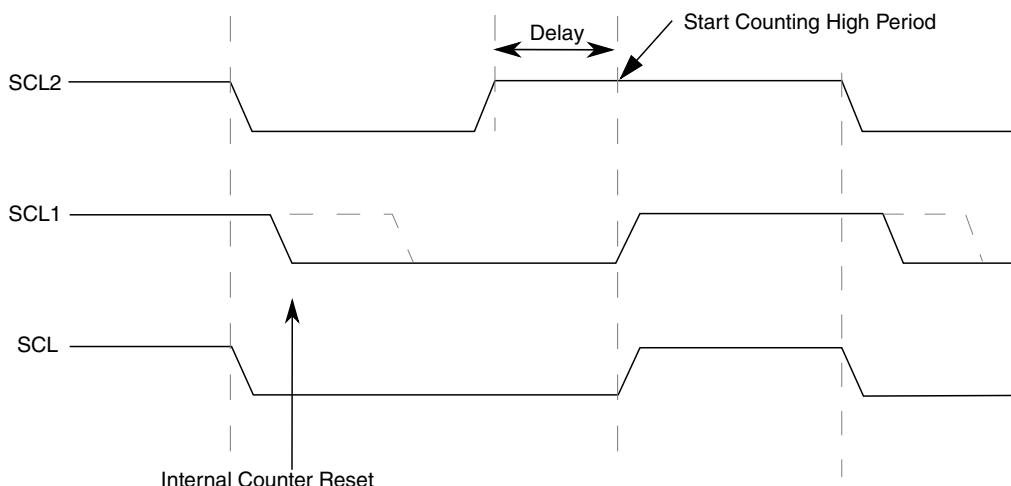 Delay
Start Counting High Period
SCL2
SCL1
SCL
Internal Counter Reset